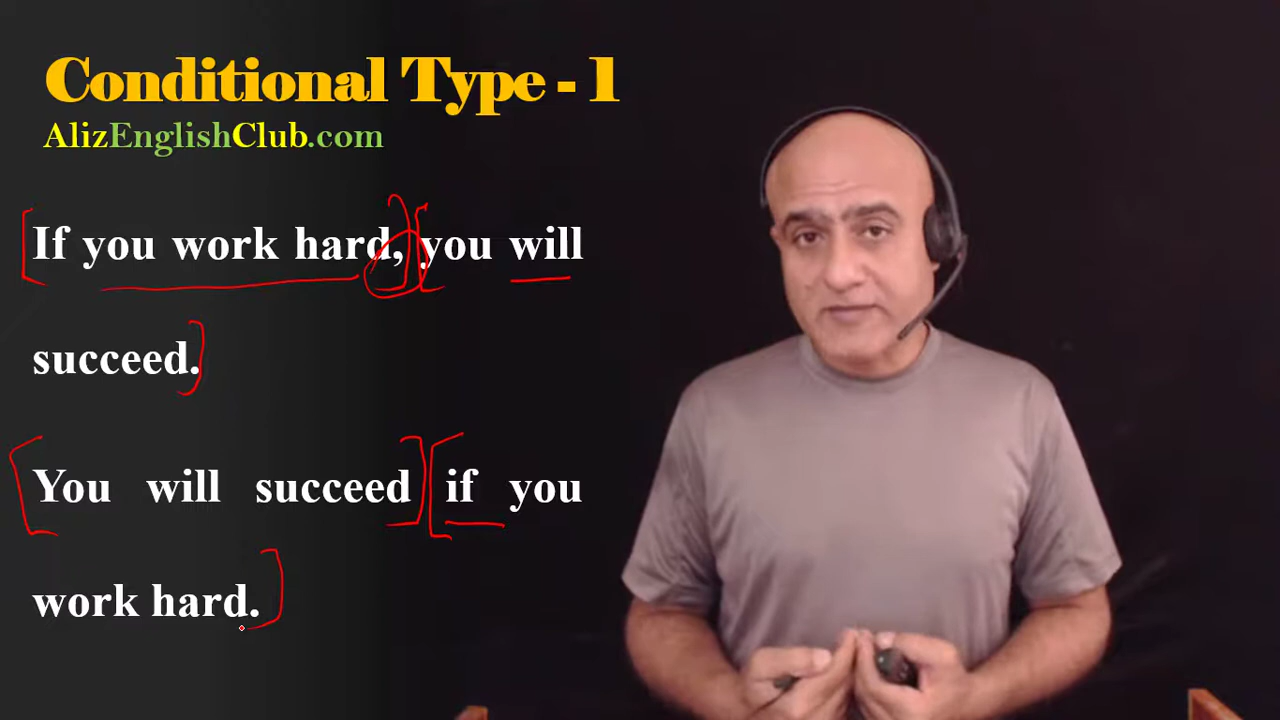 Conditional Type - 1
AlizEnglishClub.com
If you work hard, you will
succeed.
You will succeed if you
work hard.